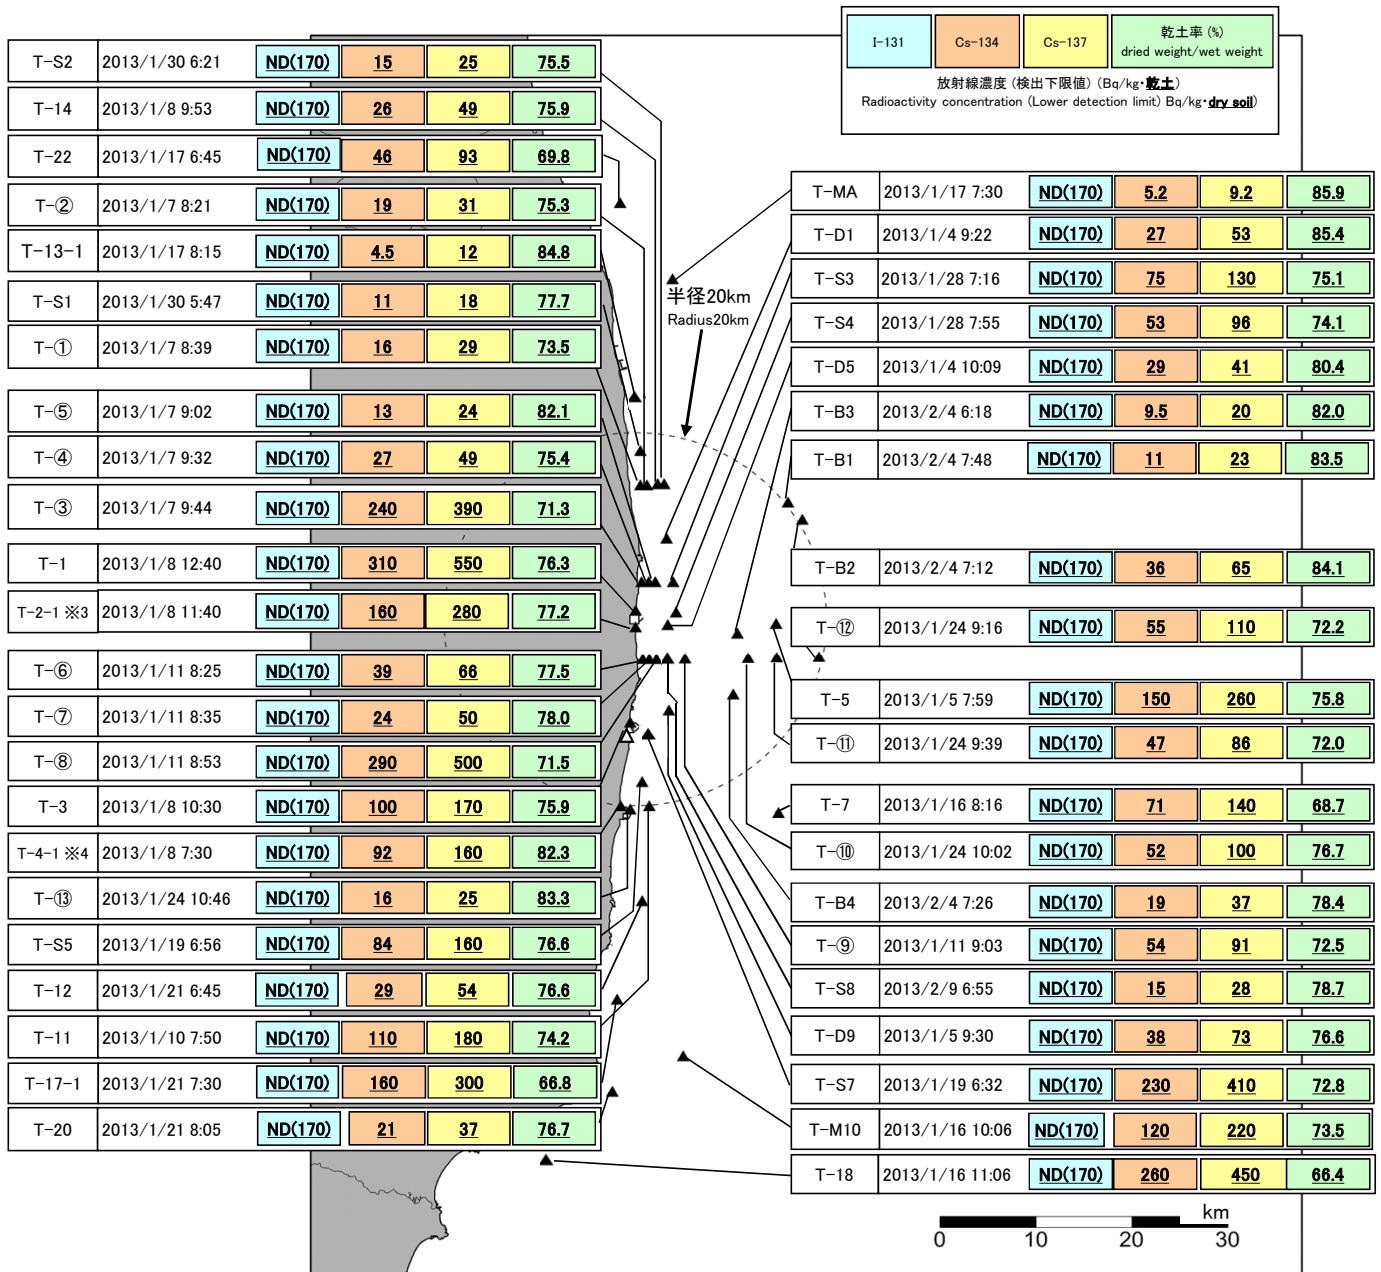 I-131 Cs-134 Cs-137 乾土率 (%)
dried weight/wet weight
放射線濃度 (検出下限値) (Bq/kg・乾土)
Radioactivity concentration (Lower detection limit) Bq/kg・dry soil)
T-S2 2013/1/30 6:21 ND(170) 15 25 75.5
T-14 2013/1/8 9:53 ND(170) 26 49 75.9
T-22 2013/1/17 6:45 ND(170) 46 93 69.8
T-② 2013/1/7 8:21 ND(170) 19 31 75.3
T-13-1 2013/1/17 8:15 ND(170) 4.5 12 84.8
T-S1 2013/1/30 5:47 ND(170) 11 18 77.7
T-① 2013/1/7 8:39 ND(170) 16 29 73.5
T-⑤ 2013/1/7 9:02 ND(170) 13 24 82.1
T-④ 2013/1/7 9:32 ND(170) 27 49 75.4
T-③ 2013/1/7 9:44 ND(170) 240 390 71.3
T-1 2013/1/8 12:40 ND(170) 310 550 76.3
T-2-1 ※3 2013/1/8 11:40 ND(170) 160 280 77.2
T-⑥ 2013/1/11 8:25 ND(170) 39 66 77.5
T-⑦ 2013/1/11 8:35 ND(170) 24 50 78.0
T-⑧ 2013/1/11 8:53 ND(170) 290 500 71.5
T-3 2013/1/8 10:30 ND(170) 100 170 75.9
T-4-1 ※4 2013/1/8 7:30 ND(170) 92 160 82.3
T-⑬ 2013/1/24 10:46 ND(170) 16 25 83.3
T-S5 2013/1/19 6:56 ND(170) 84 160 76.6
T-12 2013/1/21 6:45 ND(170) 29 54 76.6
T-11 2013/1/10 7:50 ND(170) 110 180 74.2
T-17-1 2013/1/21 7:30 ND(170) 160 300 66.8
T-20 2013/1/21 8:05 ND(170) 21 37 76.7
半径20km
Radius20km
T-MA 2013/1/17 7:30 ND(170) 5.2 9.2 85.9
T-D1 2013/1/4 9:22 ND(170) 27 53 85.4
T-S3 2013/1/28 7:16 ND(170) 75 130 75.1
T-S4 2013/1/28 7:55 ND(170) 53 96 74.1
T-D5 2013/1/4 10:09 ND(170) 29 41 80.4
T-B3 2013/2/4 6:18 ND(170) 9.5 20 82.0
T-B1 2013/2/4 7:48 ND(170) 11 23 83.5
T-B2 2013/2/4 7:12 ND(170) 36 65 84.1
T-⑫ 2013/1/24 9:16 ND(170) 55 110 72.2
T-5 2013/1/5 7:59 ND(170) 150 260 75.8
T-⑪ 2013/1/24 9:39 ND(170) 47 86 72.0
T-7 2013/1/16 8:16 ND(170) 71 140 68.7
T-⑩ 2013/1/24 10:02 ND(170) 52 100 76.7
T-B4 2013/2/4 7:26 ND(170) 19 37 78.4
T-⑨ 2013/1/11 9:03 ND(170) 54 91 72.5
T-S8 2013/2/9 6:55 ND(170) 15 28 78.7
T-D9 2013/1/5 9:30 ND(170) 38 73 76.6
T-S7 2013/1/19 6:32 ND(170) 230 410 72.8
T-M10 2013/1/16 10:06 ND(170) 120 220 73.5
T-18 2013/1/16 11:06 ND(170) 260 450 66.4
km
0 10 20 30